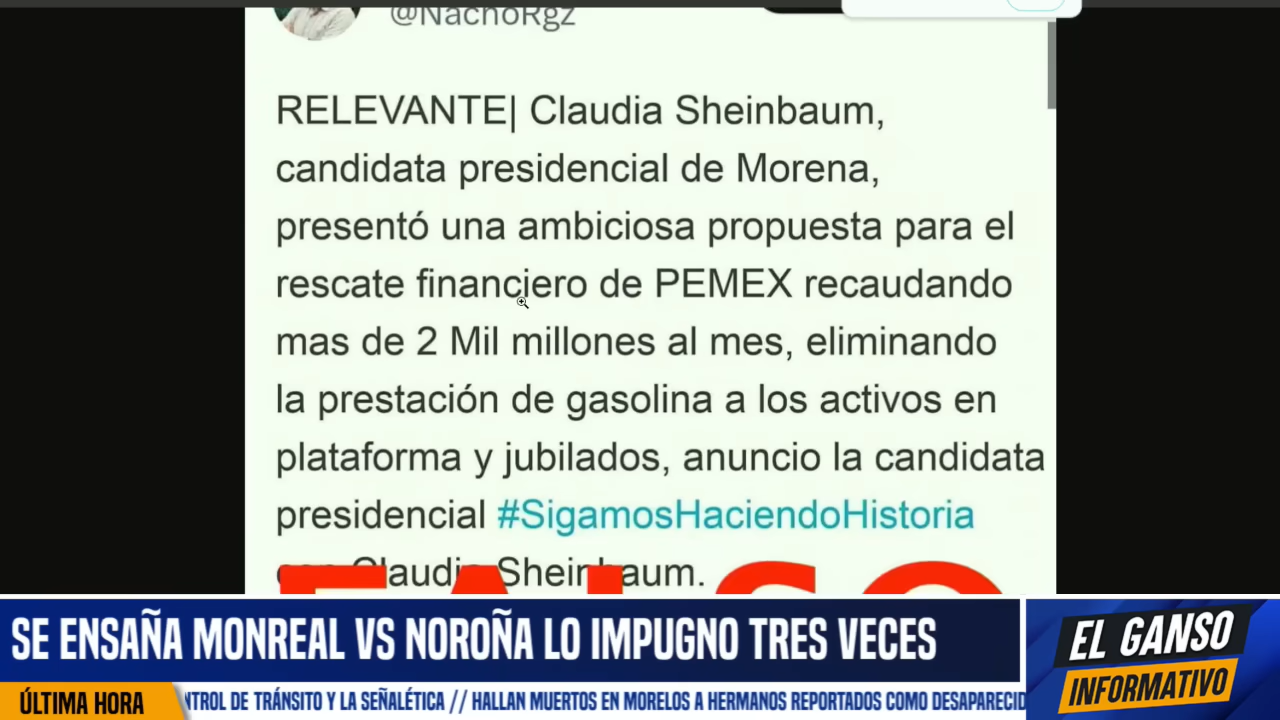 @NachoRgz
RELEVANTE| Claudia Sheinbaum,
candidata presidencial de Morena,
presentó una ambiciosa propuesta para el
rescate financiero de PEMEX recaudando
mas de 2 Mil millones al mes, eliminando
la prestación de gasolina a los activos en
plataforma y jubilados, anuncio la candidata
presidencial #SigamosHaciendoHistoria
con Claudia Sheinbaum.
FALSO
SE ENSAÑA MONREAL VS NOROÑA LO IMPUGNO TRES VECES
EL GANSO
INFORMATIVO
ÚLTIMA HORA
NTROL DE TRÁNSITO Y LA SEÑALÉTICA // HALLAN MUERTOS EN MORELOS A HERMANOS REPORTADOS COMO DESAPARECID